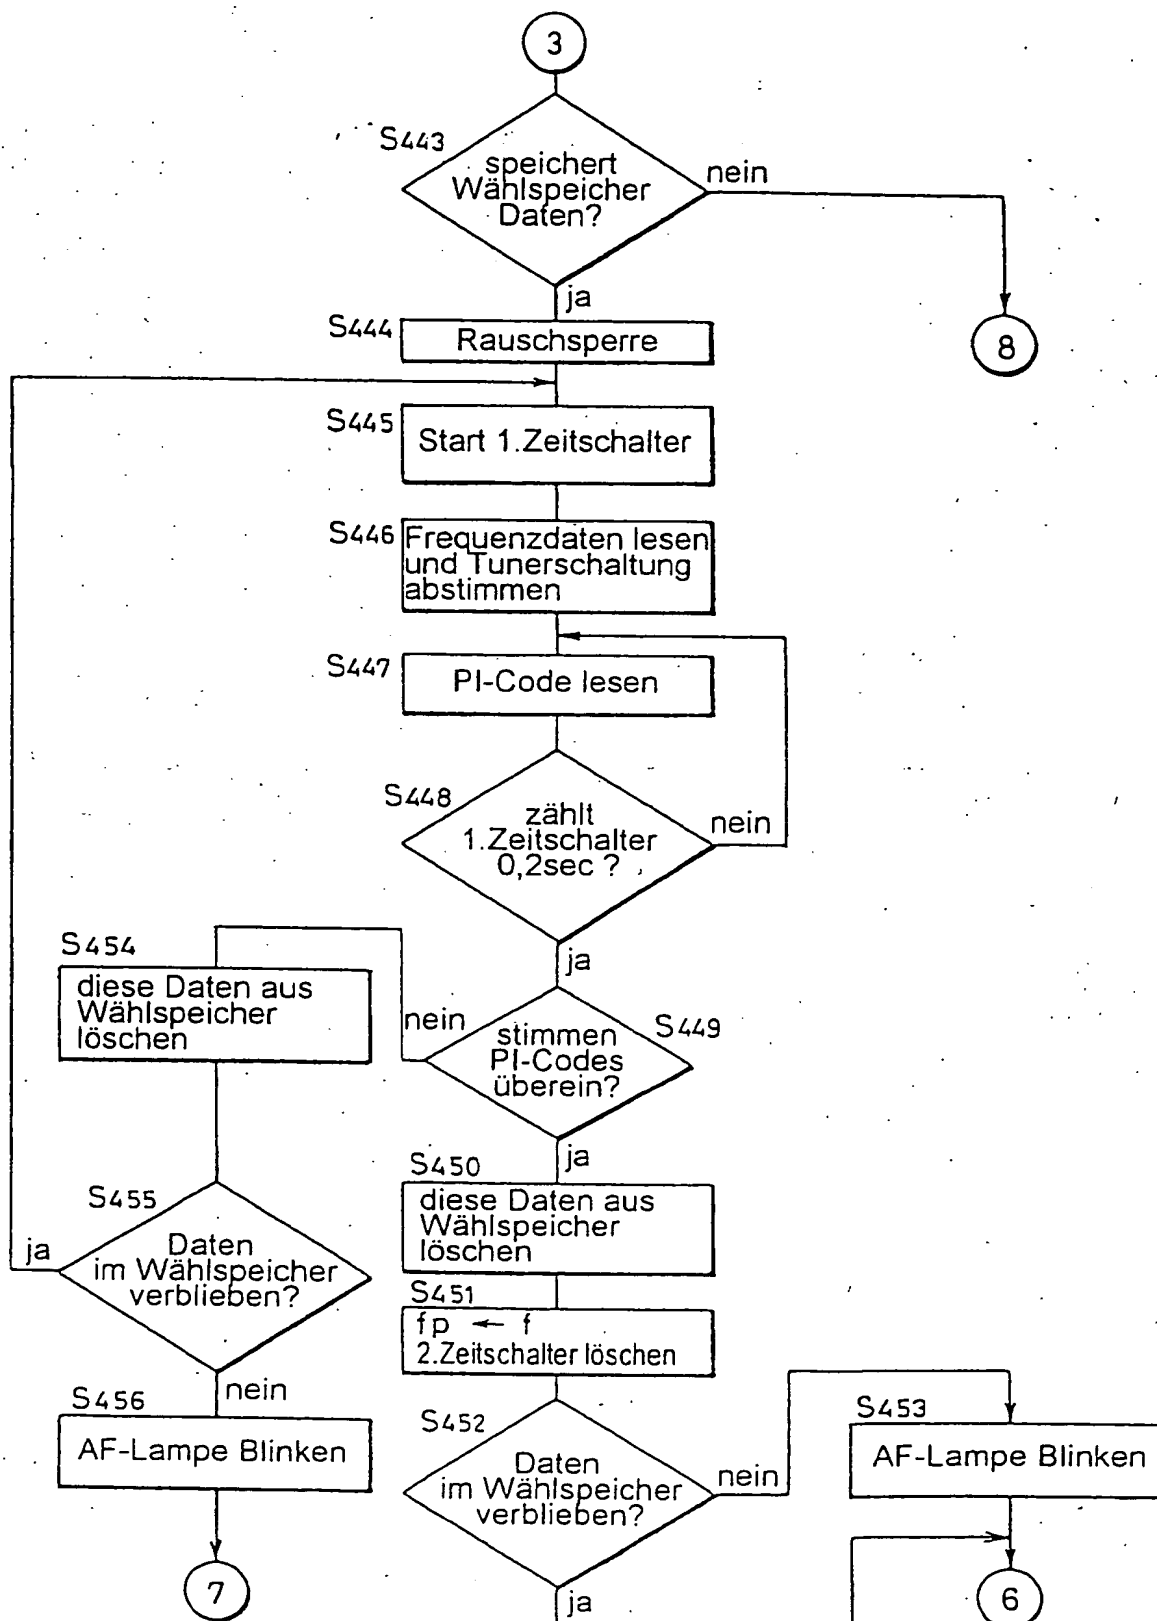 3
S443
speichert
Wählspeicher
Daten?
nein
ja
8
S444
Rauschsperre
S445
Start 1.Zeitschalter
S446
Frequenzdaten lesen
und Tunerschaltung
abstimmen
S447
PI-Code lesen
S448
zählt
1.Zeitschalter
0,2sec ?
nein
ja
S454
diese Daten aus
Wählspeicher
löschen
nein
stimmen
PI-Codes
überein?
S449
ja
S450
diese Daten aus
Wählspeicher
löschen
S455
ja
Daten
im Wählspeicher
verblieben?
nein
S451
fp ← f
2.Zeitschalter löschen
S456
AF-Lampe Blinken
S452
Daten
im Wählspeicher
verblieben?
nein
S453
AF-Lampe Blinken
7
ja
6